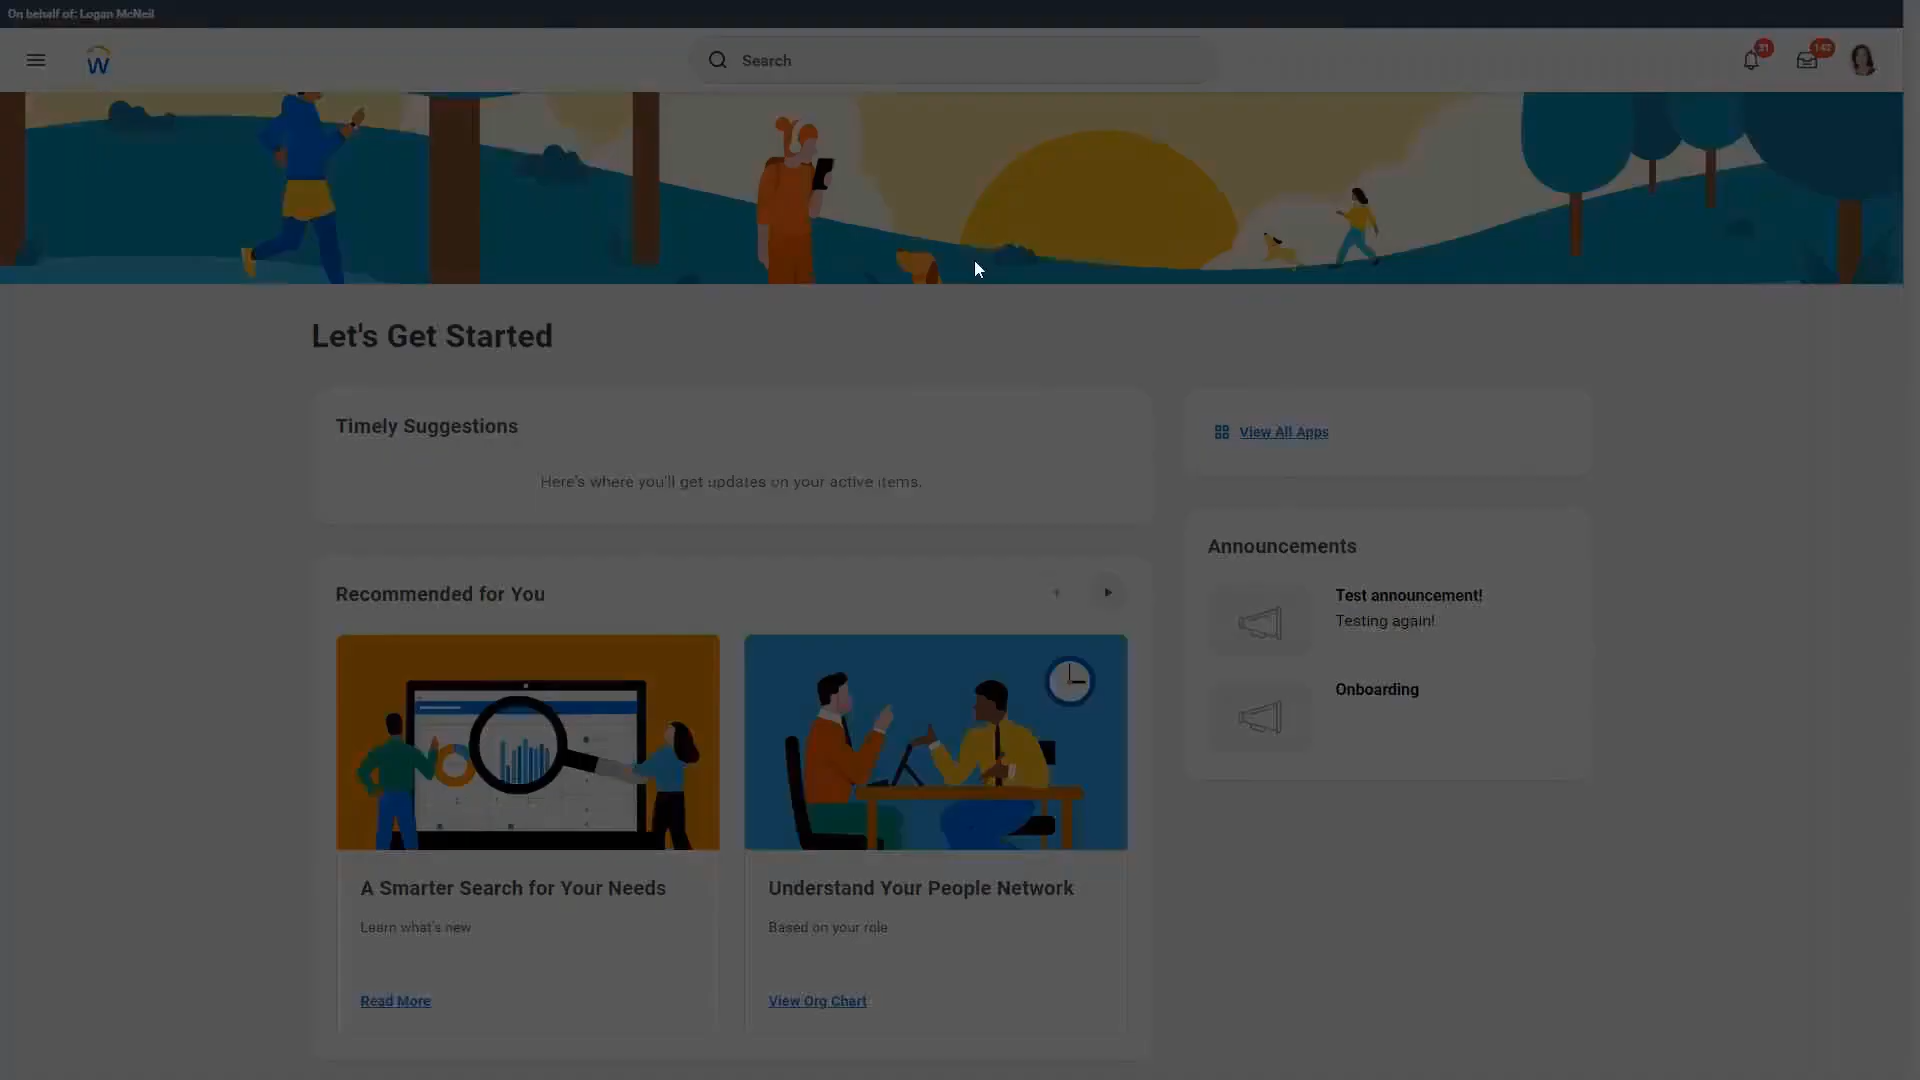 On behalf of: Logan McNeil
W
Search
31
142
Let's Get Started
Timely Suggestions
Here's where you'll get updates on your active items.
View All Apps
Recommended for You
Announcements
Test announcement!
Testing again!
Onboarding
A Smarter Search for Your Needs
Learn what's new
Read More
Understand Your People Network
Based on your role
View Org Chart